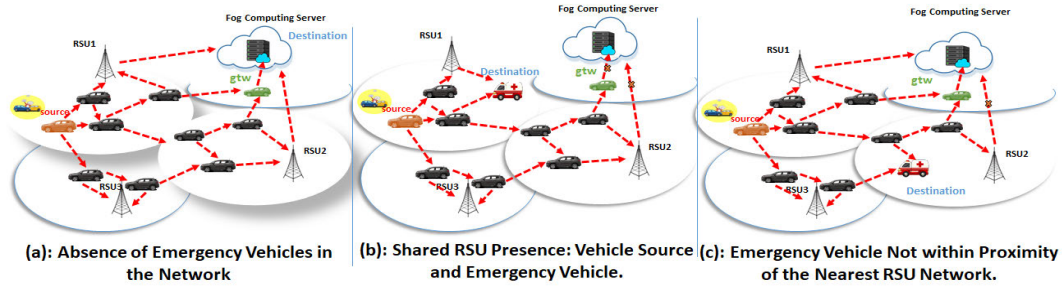 Fog Computing Server
Destination
RSU1
gtw
source
RSU2
RSU3
(a): Absence of Emergency Vehicles in
the Network
Fog Computing Server
RSU1
Destination
gtw
source
RSU2
RSU3
(b): Shared RSU Presence: Vehicle Source
and Emergency Vehicle.
Fog Computing Server
RSU1
gtw
source
RSU2
RSU3
Destination
(c): Emergency Vehicle Not within Proximity
of the Nearest RSU Network.